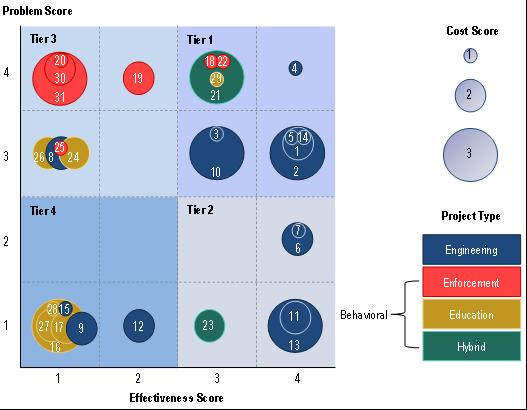 Problem Score
Tier 3
Tier 1
Cost Score
4
20
30
31
19
18 22
29
21
4
1
2
3
3
26 8 25 24
3
10
5 14
1
2
Tier 4
Tier 2
Project Type
2
7
6
Engineering
Enforcement
Behavioral
Education
Hybrid
1
28 15
27 17 9
16
12
23
11
13
1 2 3 4
Effectiveness Score